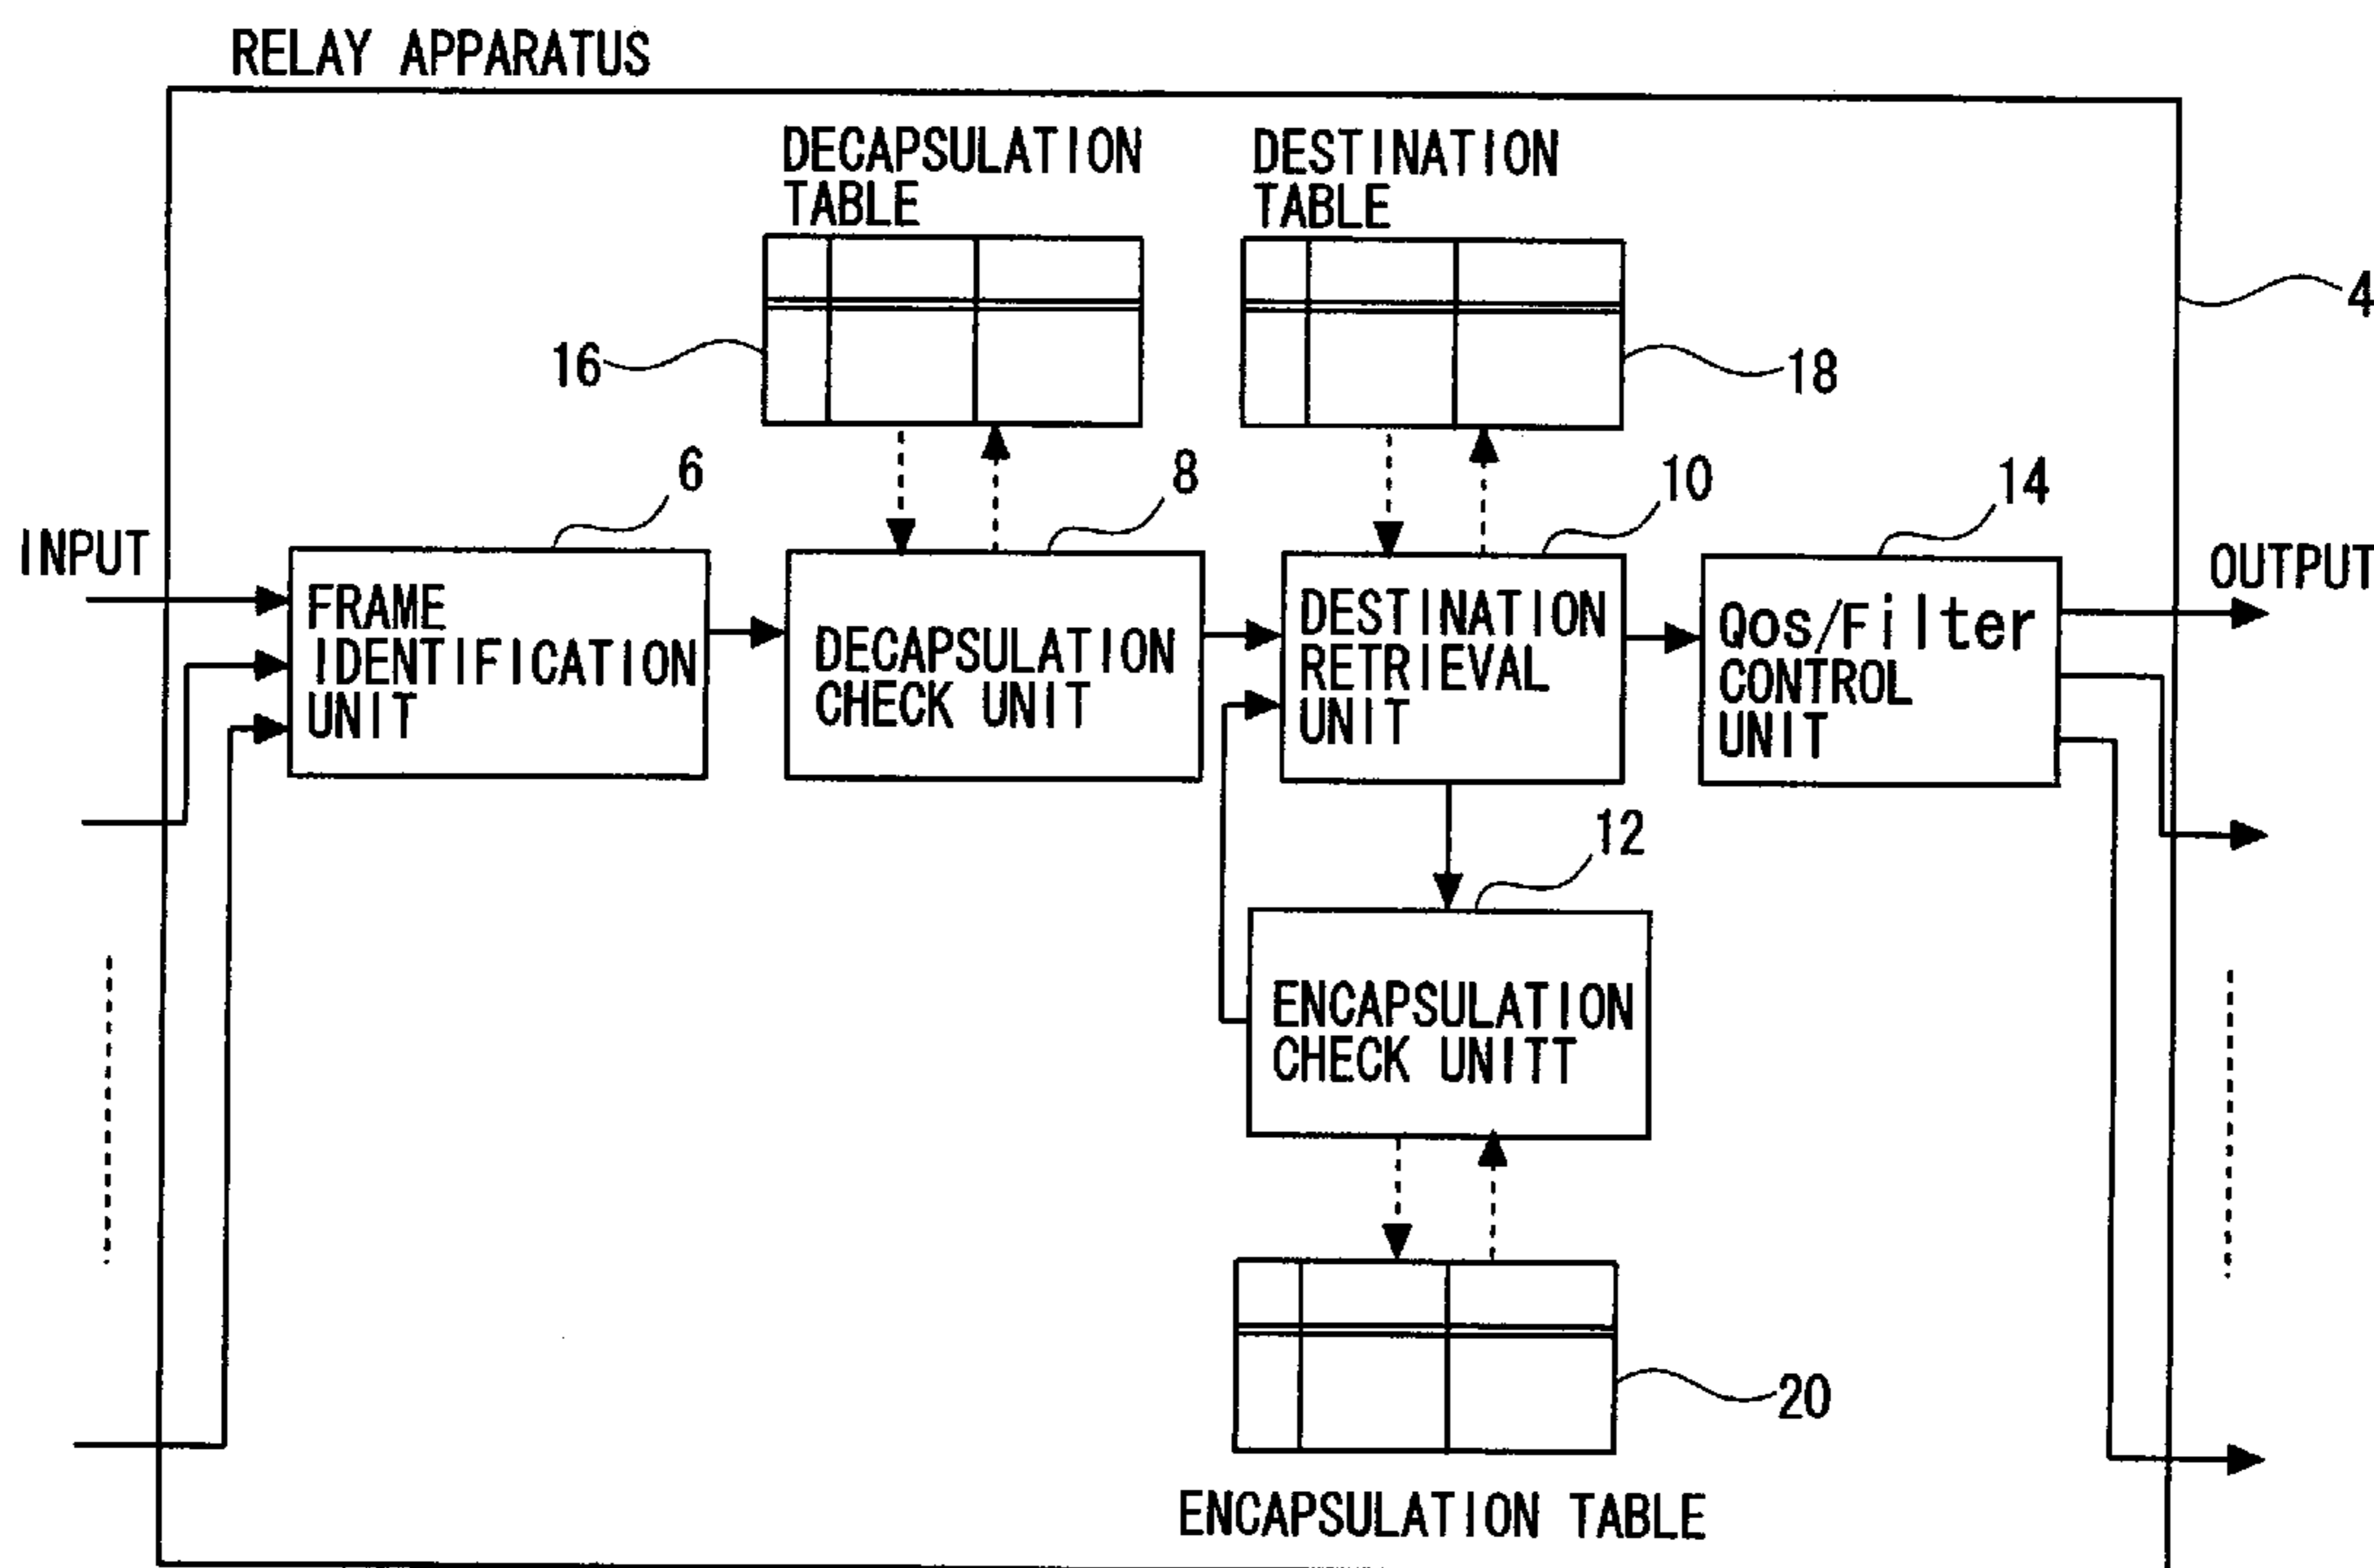 RELAY APPARATUS
DECAPSULATION
TABLE
DESTINATION
TABLE
4
16
18
6
8
10
14
INPUT
OUTPUT
FRAME
IDENTIFICATION
UNIT
DECAPSULATION
CHECK UNIT
DESTINATION
RETRIEVAL
UNIT
Qos/Filter
CONTROL
UNIT
12
ENCAPSULATION
CHECK UNITT
20
ENCAPSULATION TABLE